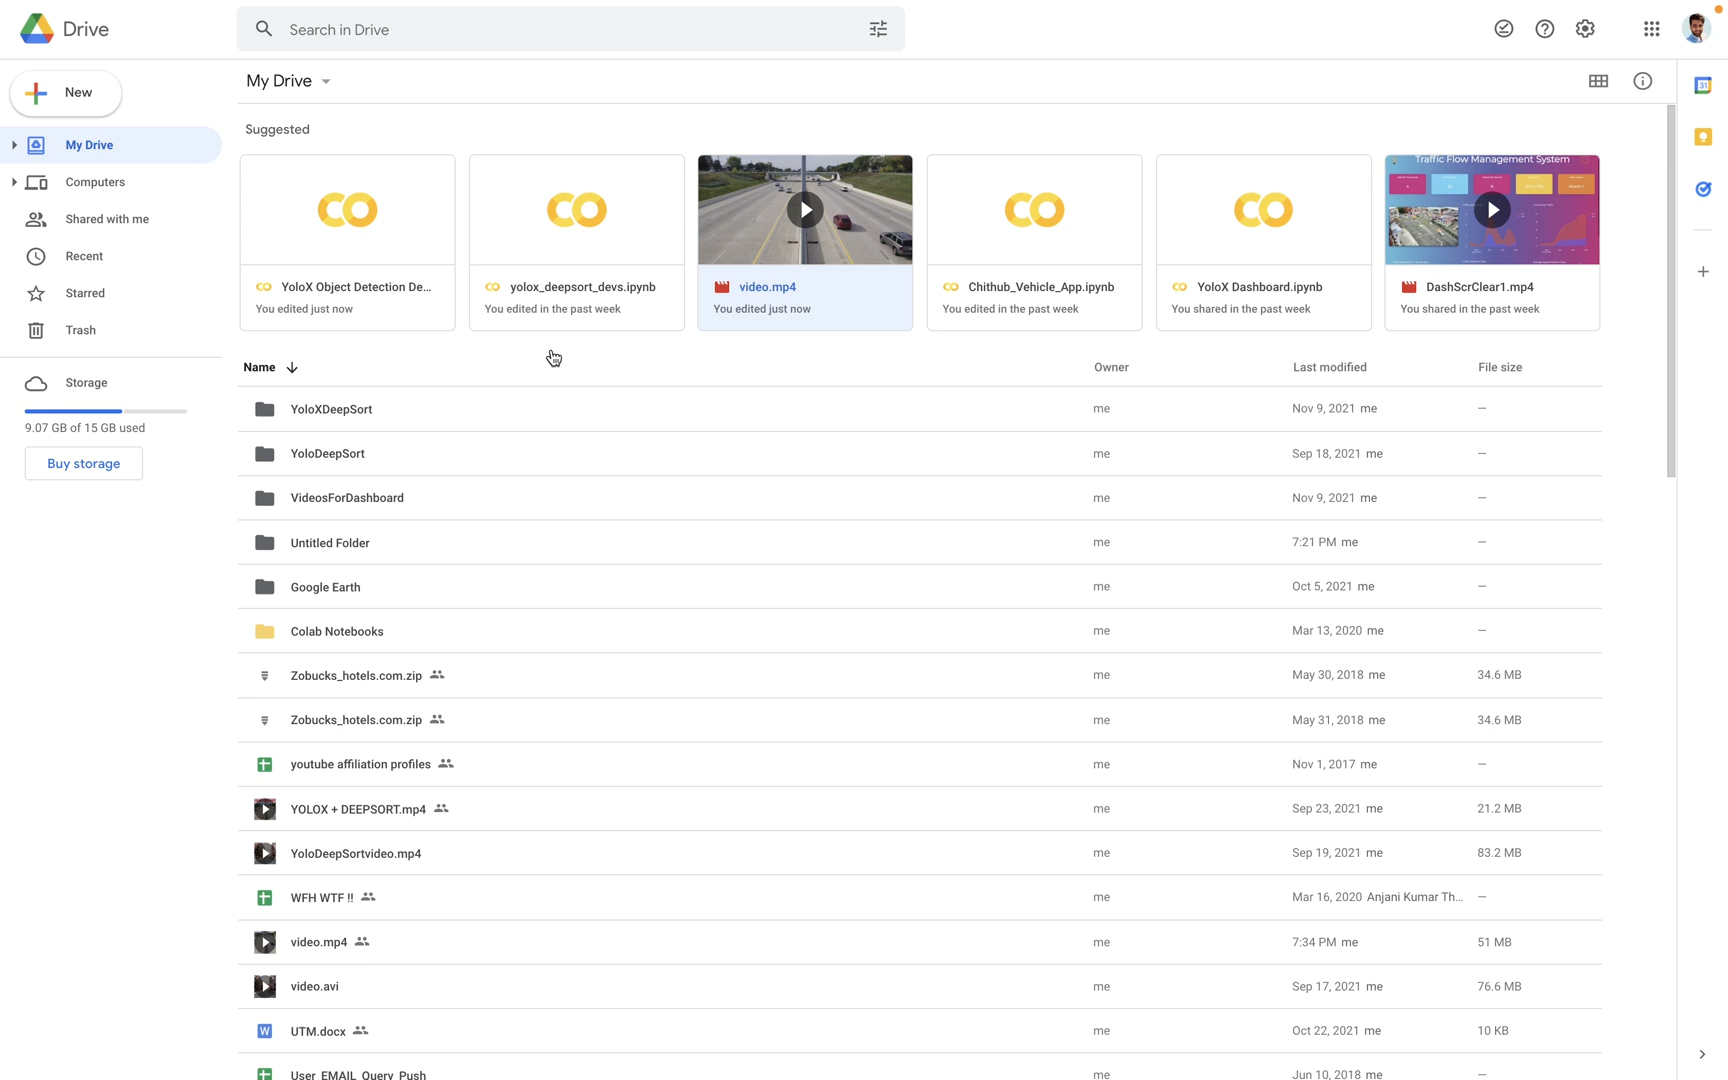 Drive
Search in Drive
New
My Drive
Computers
Shared with me
Recent
Starred
Trash
Storage
9.07 GB of 15 GB used
Buy storage
My Drive
Suggested
YoloX Object Detection De...
You edited just now
yolox_deepsort_devs.ipynb
You edited in the past week
video.mp4
You edited just now
Chithub_Vehicle_App.ipynb
You edited in the past week
YoloX Dashboard.ipynb
You shared in the past week
Traffic Flow Management System
DashScrClear1.mp4
You shared in the past week
Name Owner Last modified File size
YoloXDeepSort me Nov 9, 2021 me —
YoloDeepSort me Sep 18, 2021 me —
VideosForDashboard me Nov 9, 2021 me —
Untitled Folder me 7:21 PM me —
Google Earth me Oct 5, 2021 me —
Colab Notebooks me Mar 13, 2020 me —
Zobucks_hotels.com.zip me May 30, 2018 me 34.6 MB
Zobucks_hotels.com.zip me May 31, 2018 me 34.6 MB
youtube affiliation profiles me Nov 1, 2017 me —
YOLOX + DEEPSORT.mp4 me Sep 23, 2021 me 21.2 MB
YoloDeepSortvideo.mp4 me Sep 19, 2021 me 83.2 MB
WFH WTF !! me Mar 16, 2020 Anjani Kumar Th... —
video.mp4 me 7:34 PM me 51 MB
video.avi me Sep 17, 2021 me 76.6 MB
W UTM.docx me Oct 22, 2021 me 10 KB
User_EMAIL_Query_Push me Jun 10, 2018 me —
31